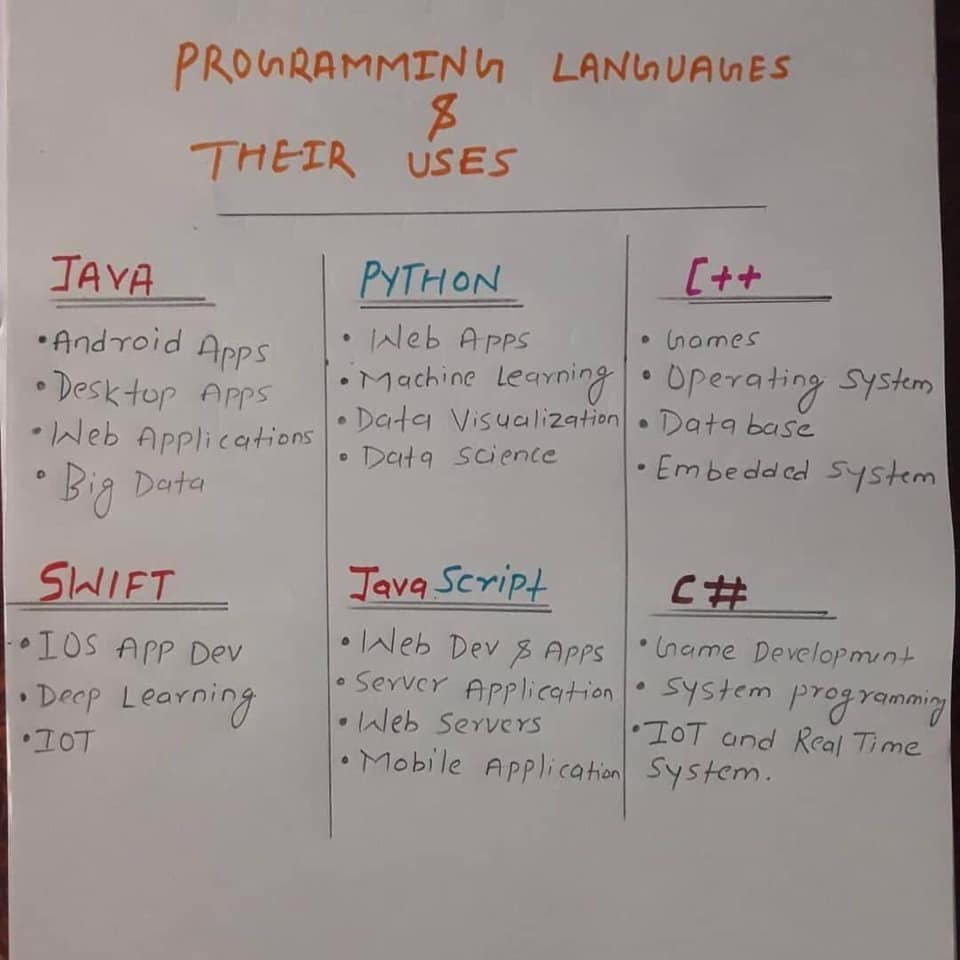 PROGRAMMING LANGUAGES
&
THEIR USES
JAVA
• Android Apps
• Desktop Apps
• Web Applications
• Big Data
PYTHON
• Web Apps
• Machine Learning
• Data Visualization
• Data Science
C++
• Games
• Operating System
• Database
• Embedded System
SWIFT
• IOS App Dev
• Deep Learning
• IOT
JavaScript
• Web Dev & Apps
• Server Application
• Web Servers
• Mobile Application
C#
• Game Development
• System programming
• IoT and Real Time
System.